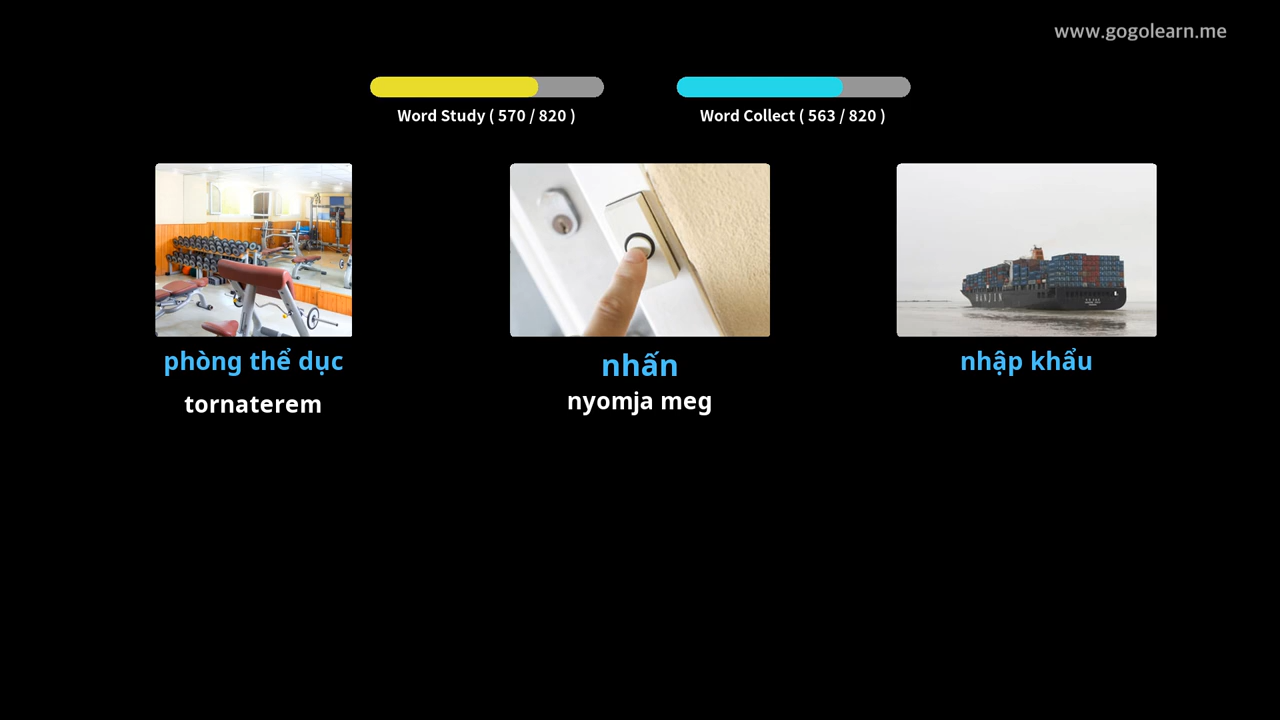 www.gogolearn.me
Word Study ( 570 / 820 )
Word Collect ( 563 / 820 )
phòng thể dục
nhấn
nhập khẩu
tornaterem
nyomja meg
HANJIN